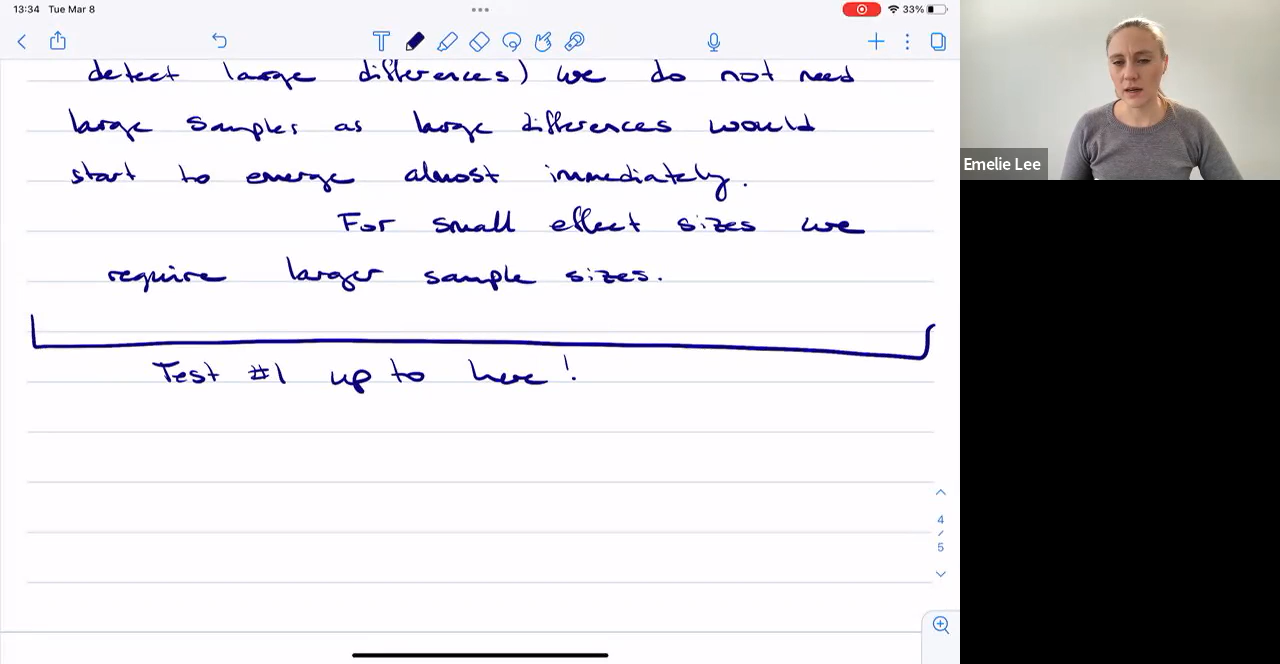 13:34 Tue Mar 8
33%
T
detect large differences) we do not need
large samples as large differences would
start to emerge almost immediately.
For small effect sizes we
require larger sample sizes.
Test #1 up to here!
4
/
5
Emelie Lee